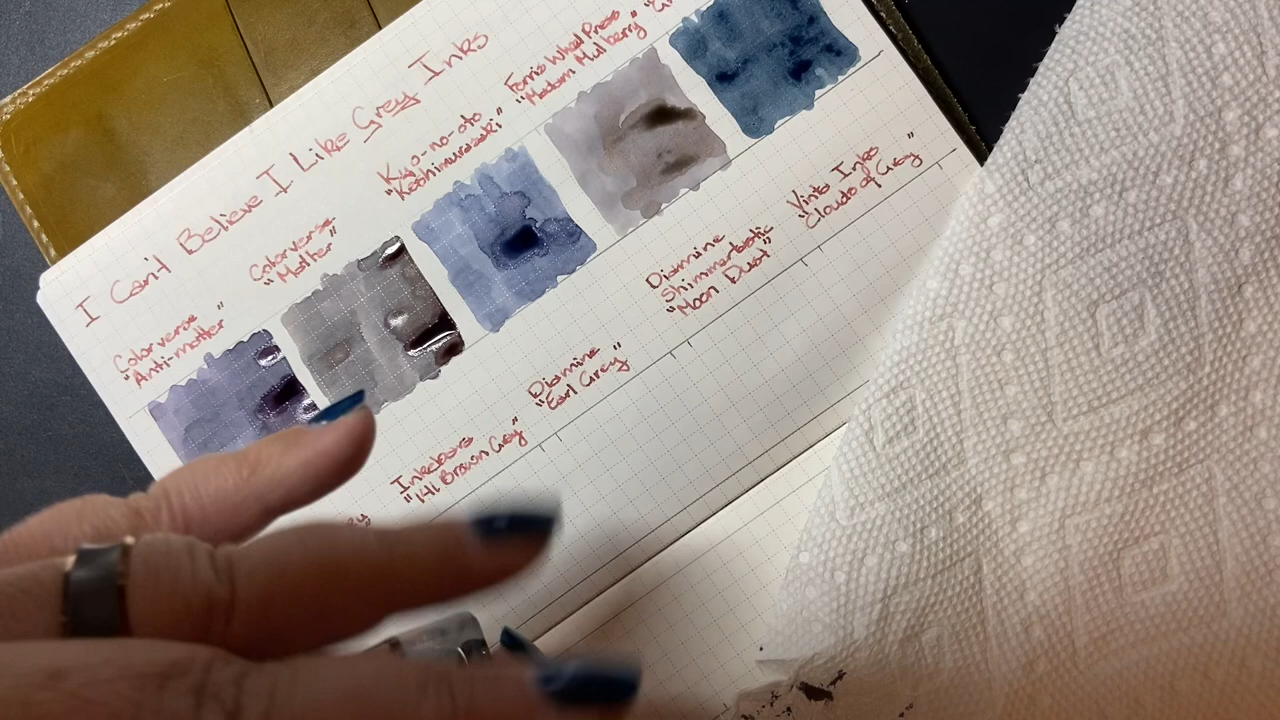 I Can't Believe I Like Grey Inks
Colorverse
"Anti-matter"
Colorverse
"Matter"
Kyo-no-oto
"Keshimurasaki"
Ferris Wheel Press
"Madam Mulberry"
Inkebara
"141 Brown Grey"
Diamine
"Earl Grey"
Diamine
Shimmertastic
"Moon Dust"
Vinta Inks
"Clouds of Grey"